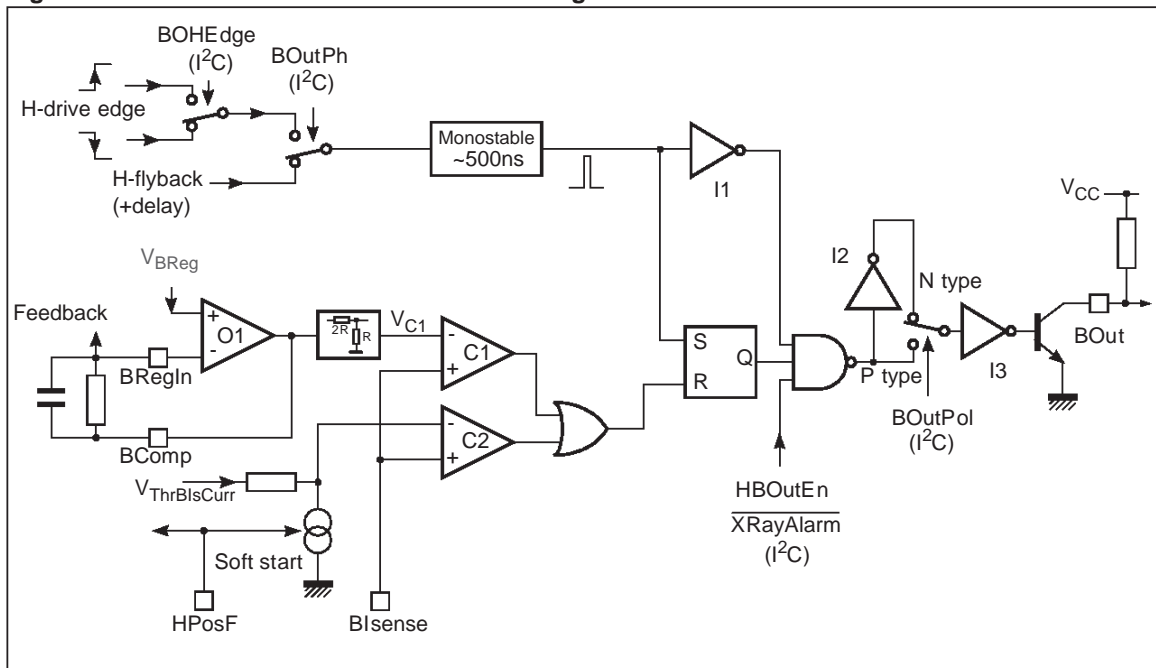 BOHEdge
(I²C)
BOutPh
(I²C)
H-drive edge
H-flyback
(+delay)
Monostable
~500ns
I1
VCC
I2
N type
VBReg
Feedback
+
O1
-
BRegIn
2R
R
VC1
-
C1
+
BOut
S
Q
R
P type
I3
BOutPol
(I²C)
BComp
-
C2
+
VThrBIsCurr
HBOutEn
XRayAlarm
(I²C)
Soft start
HPosF
BIsense